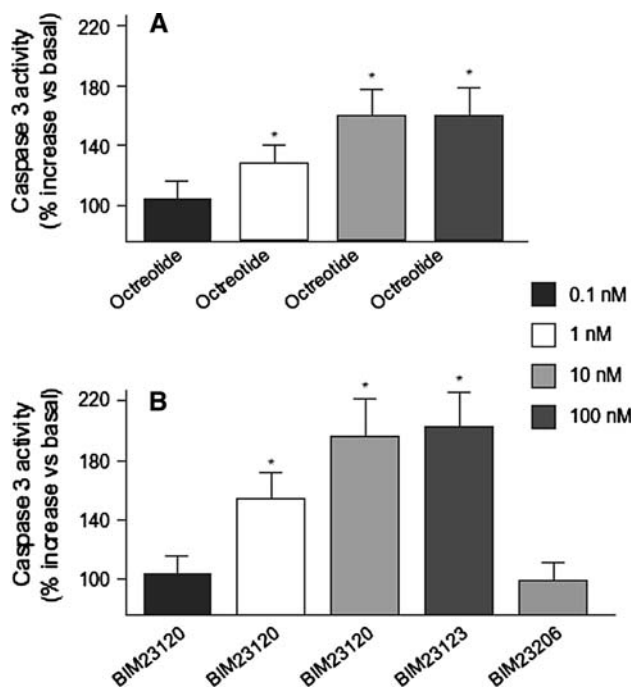 A
Caspase 3 activity
(% increase vs basal)
220
180
140
100
*
*
*
Octreotide
Octreotide
Octreotide
Octreotide
0.1 nM
1 nM
10 nM
100 nM
B
Caspase 3 activity
(% increase vs basal)
220
180
140
100
*
*
*
BIM23120
BIM23120
BIM23120
BIM23123
BIM23206